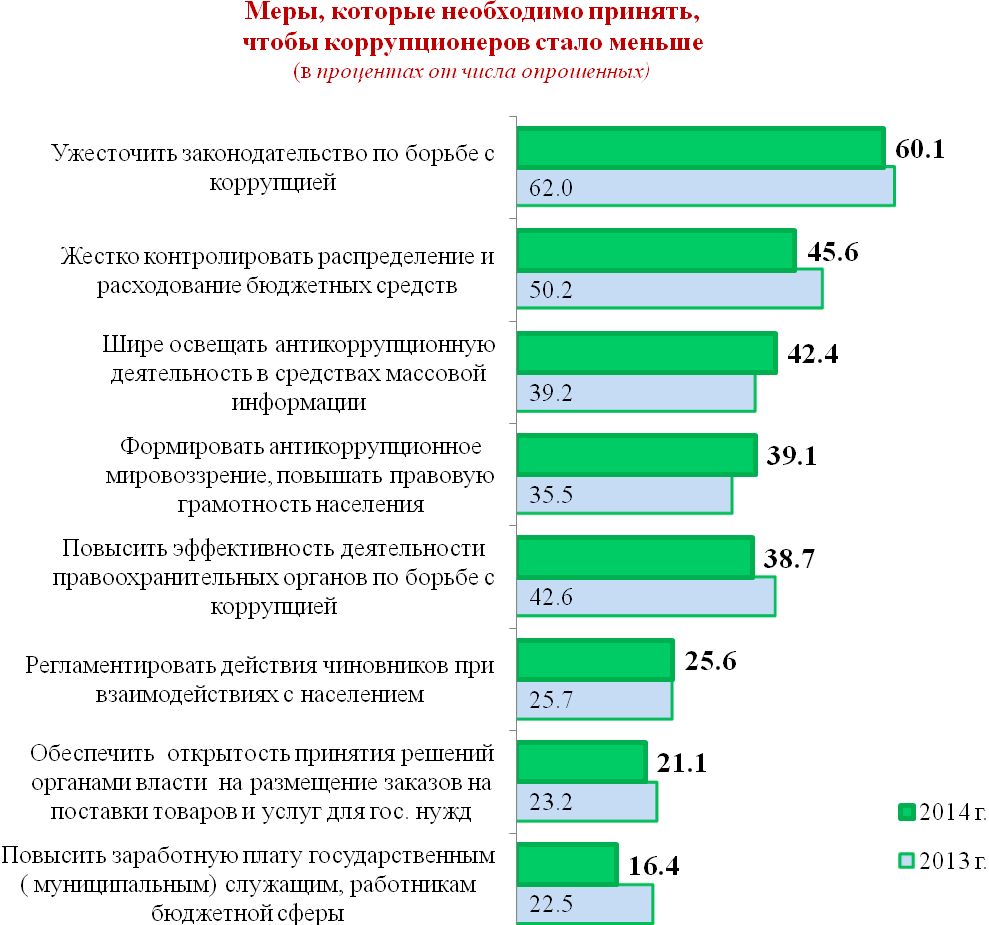 Меры, которые необходимо принять,
чтобы коррупционеров стало меньше
(в процентах от числа опрошенных)
Ужесточить законодательство по борьбе с
коррупцией
60.1
62.0
Жестко контролировать распределение и
расходование бюджетных средств
45.6
50.2
Шире освещать антикоррупционную
деятельность в средствах массовой
информации
42.4
39.2
Формировать антикоррупционное
мировоззрение, повышать правовую
грамотность населения
39.1
35.5
Повысить эффективность деятельности
правоохранительных органов по борьбе с
коррупцией
38.7
42.6
Регламентировать действия чиновников при
взаимодействиях с населением
25.6
25.7
Обеспечить открытость принятия решений
органами власти на размещение заказов на
поставки товаров и услуг для гос. нужд
21.1
23.2
Повысить заработную плату государственным
( муниципальным) служащим, работникам
бюджетной сферы
16.4
22.5
2014 г.
2013 г.